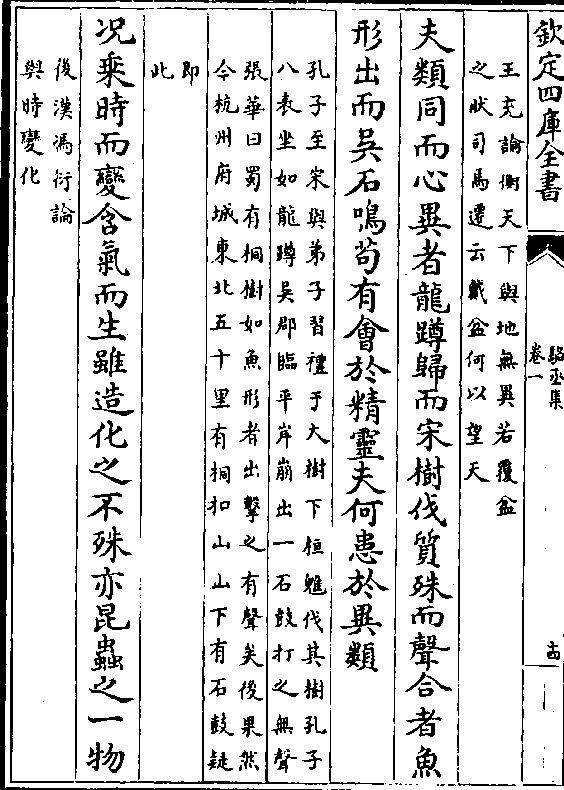 欽定四庫全書
駱丞集
卷一
十四
王充論衡天下與地無異若覆盆
之狀司馬遷云戴盆何以望天
夫類同而心異者龍蹲歸而宋樹伐質殊而聲合者魚
形出而吳石鳴苟有會於精靈夫何患於異類
孔子至宋與弟子習禮于大樹下桓魋伐其樹孔子
八表坐如龍蹲吳郡臨平岸崩出一石鼓打之無聲
張華曰蜀有桐樹如魚形者出擊之有聲矣後果然
今杭州府城東北五十里有桐扣山山下有石鼓疑
即
此
况乘時而變含氣而生雖造化之不殊亦昆蟲之一物
後漢馮衍論
與時變化